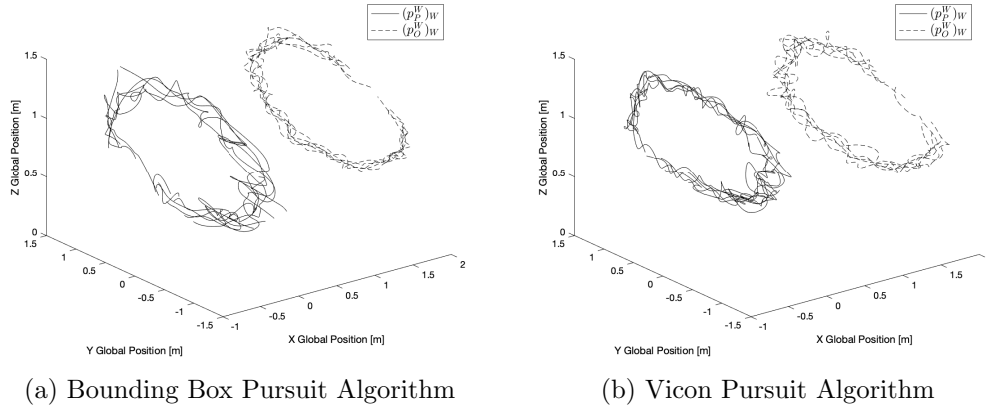 (p_P^W)_W
(p_O^W)_W
1.5
1
0.5
0
Z Global Position [m]
1.5
1
0.5
0
-0.5
-1
-1.5
Y Global Position [m]
-1
-0.5
0
0.5
1
1.5
2
X Global Position [m]
(a) Bounding Box Pursuit Algorithm
(p_P^W)_W
(p_O^W)_W
1.5
1
0.5
0
Z Global Position [m]
1.5
1
0.5
0
-0.5
-1
-1.5
Y Global Position [m]
-1
-0.5
0
0.5
1
1.5
X Global Position [m]
(b) Vicon Pursuit Algorithm